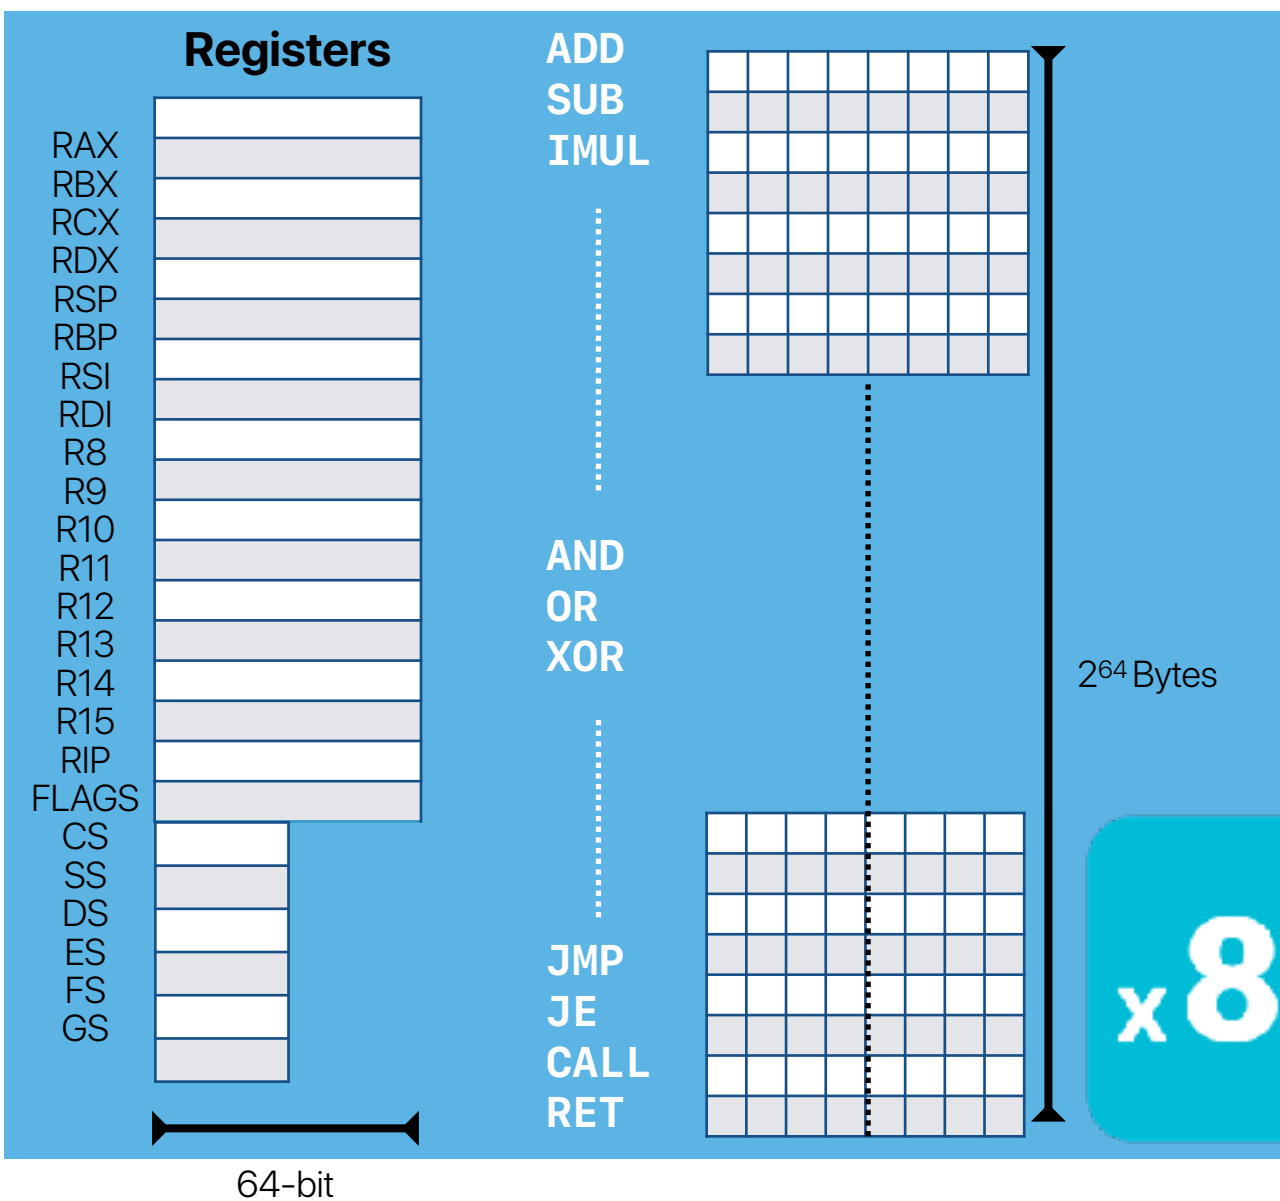 Registers
RAX
RBX
RCX
RDX
RSP
RBP
RSI
RDI
R8
R9
R10
R11
R12
R13
R14
R15
RIP
FLAGS
CS
SS
DS
ES
FS
GS
64-bit
ADD
SUB
IMUL
AND
OR
XOR
JMP
JE
CALL
RET
2⁶⁴ Bytes
x8